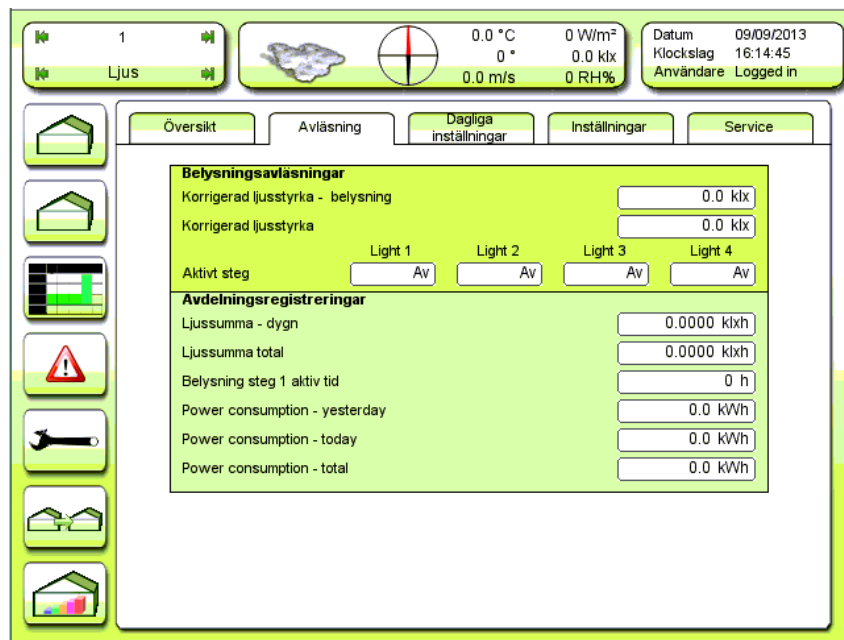 1
Ljus
0.0 °C 0 W/m²
0 ° 0.0 klx
0.0 m/s 0 RH%
Datum 09/09/2013
Klockslag 16:14:45
Användare Logged in
Översikt
Avläsning
Dagliga
inställningar
Inställningar
Service
Belysningsavläsningar
Korrigerad ljusstyrka - belysning 0.0 klx
Korrigerad ljusstyrka 0.0 klx
Light 1 Light 2 Light 3 Light 4
Aktivt steg Av Av Av Av
Avdelningsregistreringar
Ljussumma - dygn 0.0000 klxh
Ljussumma total 0.0000 klxh
Belysning steg 1 aktiv tid 0 h
Power consumption - yesterday 0.0 kWh
Power consumption - today 0.0 kWh
Power consumption - total 0.0 kWh